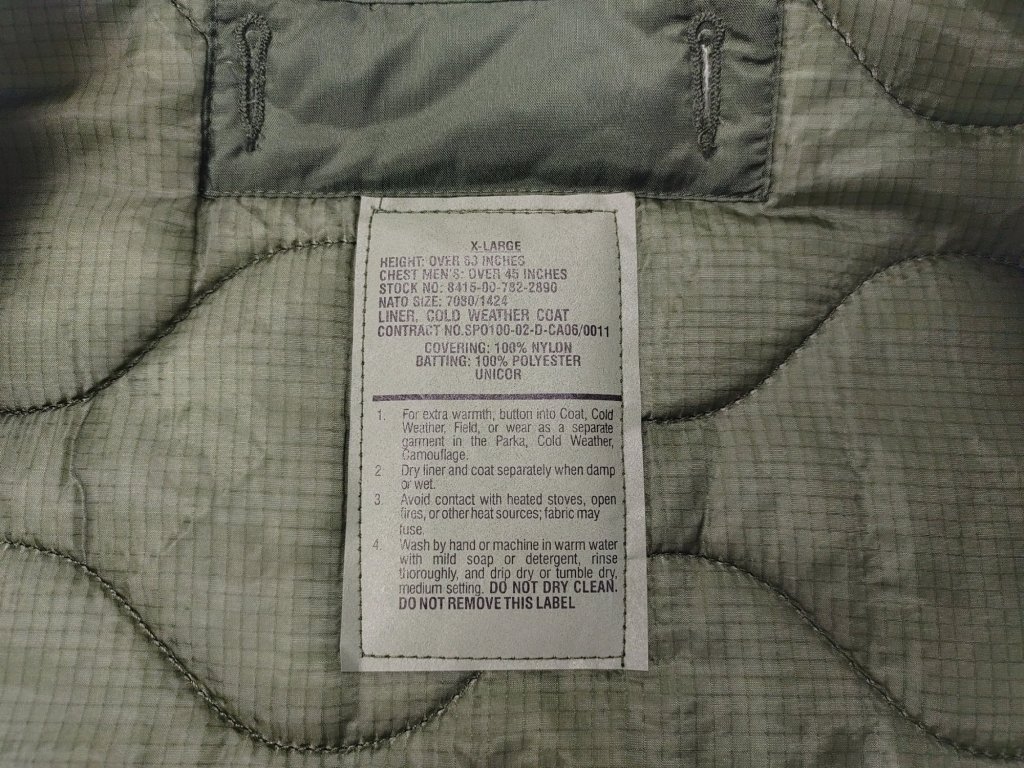 X-LARGE
HEIGHT: OVER 63 INCHES
CHEST MEN'S: OVER 45 INCHES
STOCK NO: 8415-00-782-2890
NATO SIZE: 7080/1424
LINER, COLD WEATHER COAT
CONTRACT NO.SPO100-02-D-CA06/0011
COVERING: 100% NYLON
BATTING: 100% POLYESTER
UNICOR
1. For extra warmth, button into Coat, Cold
Weather, Field, or wear as a separate
garment in the Parka, Cold Weather,
Camouflage.
2. Dry liner and coat separately when damp
or wet.
3. Avoid contact with heated stoves, open
fires, or other heat sources; fabric may
fuse.
4. Wash by hand or machine in warm water
with mild soap or detergent, rinse
thoroughly, and drip dry or tumble dry,
medium setting. DO NOT DRY CLEAN.
DO NOT REMOVE THIS LABEL